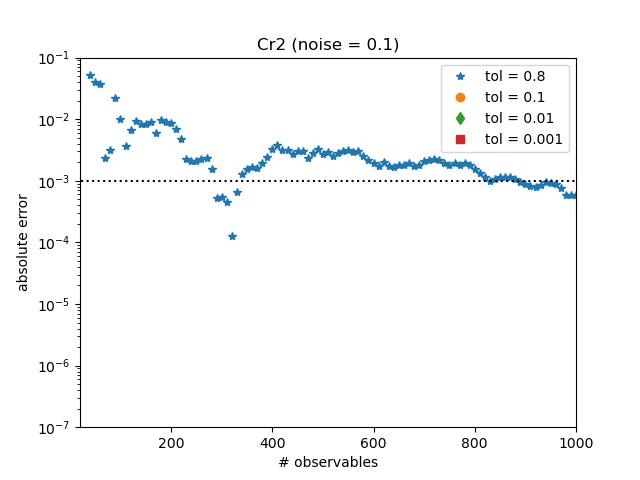 Cr2 (noise = 0.1)
tol = 0.8
tol = 0.1
tol = 0.01
tol = 0.001
absolute error
10⁻¹
10⁻²
10⁻³
10⁻⁴
10⁻⁵
10⁻⁶
10⁻⁷
200 400 600 800 1000
# observables